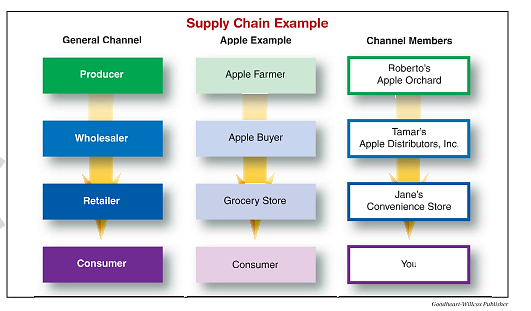 Supply Chain Example
General Channel
Apple Example
Channel Members
Producer
Apple Farmer
Roberto's
Apple Orchard
Wholesaler
Apple Buyer
Tamar's
Apple Distributors, Inc.
Retailer
Grocery Store
Jane's
Convenience Store
Consumer
Consumer
You
Goodheart-Willcox Publisher